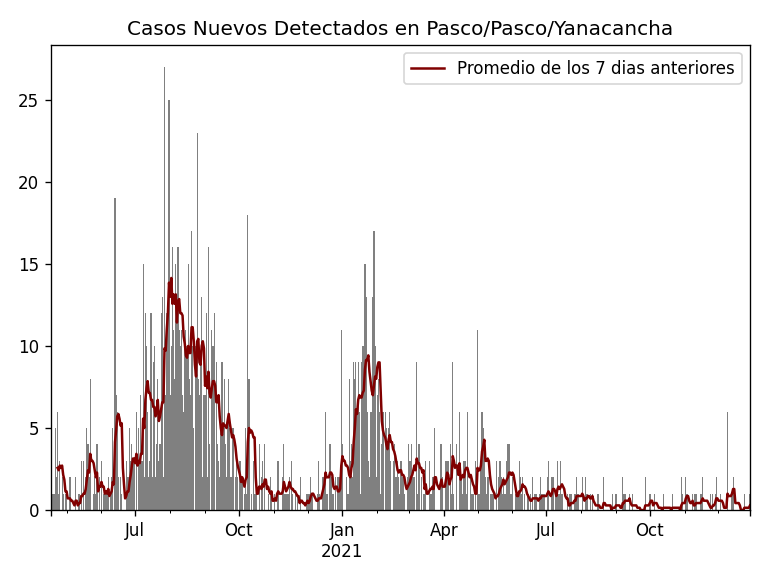 Casos Nuevos Detectados en Pasco/Pasco/Yanacancha
Promedio de los 7 dias anteriores
25
20
15
10
5
0
Jul Oct Jan Apr Jul Oct
2021